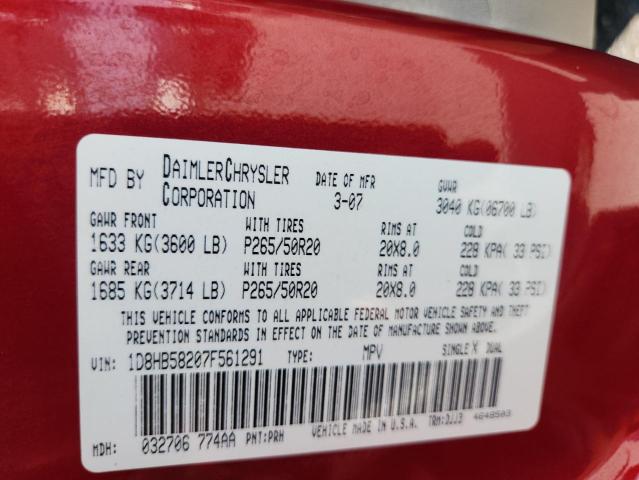 MFD BY DAIMLERCHRYSLER CORPORATION DATE OF MFR 3-07 GVWR 3040 KG(06700 LB)
GAWR FRONT WITH TIRES RIMS AT COLD
1633 KG(3600 LB) P265/50R20 20X8.0 228 KPA( 33 PSI)
GAWR REAR WITH TIRES RIMS AT COLD
1685 KG(3714 LB) P265/50R20 20X8.0 228 KPA( 33 PSI)
THIS VEHICLE CONFORMS TO ALL APPLICABLE FEDERAL MOTOR VEHICLE SAFETY AND THEFT
PREVENTION STANDARDS IN EFFECT ON THE DATE OF MANUFACTURE SHOWN ABOVE.
VIN: 1D8HB58207F561291 TYPE: MPV SINGLE X DUAL
MDH: 032706 774AA PNT:PRH VEHICLE MADE IN U.S.A. TRM:DJJ3 4648503